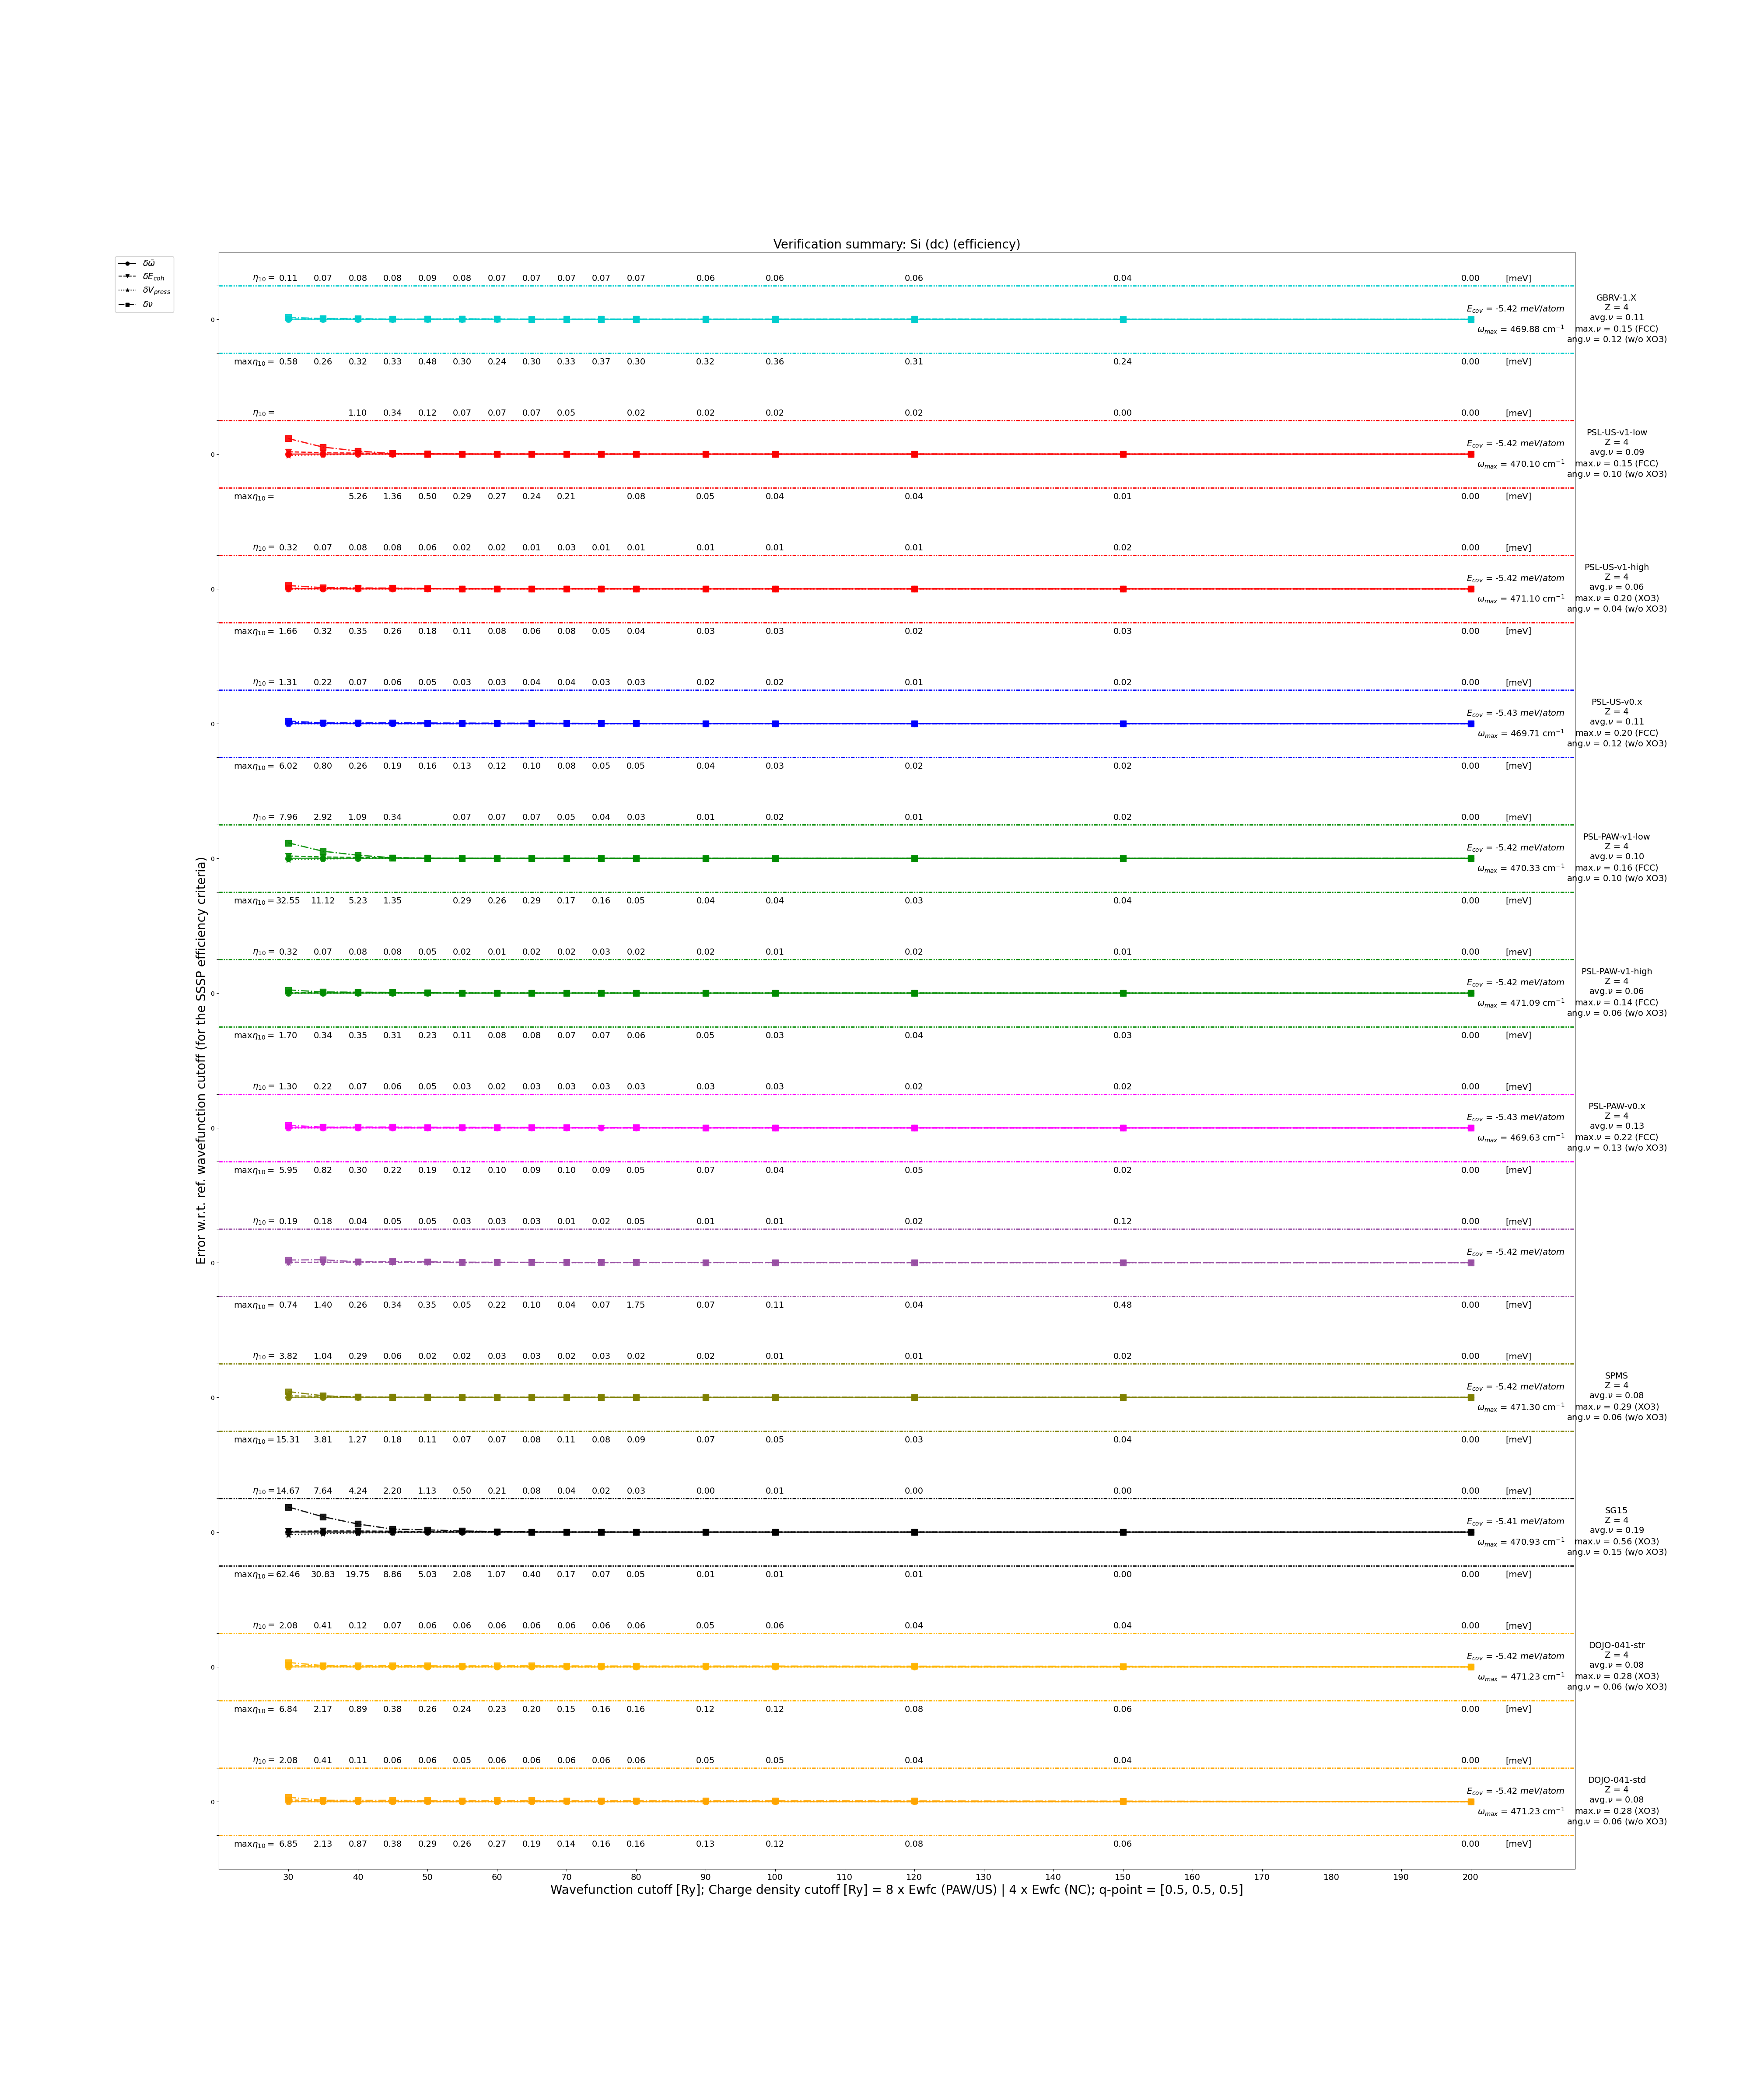 Verification summary: Si (dc) (efficiency)
δω̄
δE_coh
δV_press
δν
Error w.r.t. ref. wavefunction cutoff (for the SSSP efficiency criteria)
η₁₀ = 0.11 0.07 0.08 0.08 0.09 0.08 0.07 0.07 0.07 0.07 0.07 0.06 0.06 0.06 0.04 0.00 [meV]
0
E_cov = -5.42 meV/atom
ω_max = 469.88 cm⁻¹
GBRV-1.X
Z = 4
avg.ν = 0.11
max.ν = 0.15 (FCC)
ang.ν = 0.12 (w/o XO3)
maxη₁₀ = 0.58 0.26 0.32 0.33 0.48 0.30 0.24 0.30 0.33 0.37 0.30 0.32 0.36 0.31 0.24 0.00 [meV]
η₁₀ = 1.10 0.34 0.12 0.07 0.07 0.07 0.05 0.02 0.02 0.02 0.02 0.00 0.00 [meV]
0
E_cov = -5.42 meV/atom
ω_max = 470.10 cm⁻¹
PSL-US-v1-low
Z = 4
avg.ν = 0.09
max.ν = 0.15 (FCC)
ang.ν = 0.10 (w/o XO3)
maxη₁₀ = 5.26 1.36 0.50 0.29 0.27 0.24 0.21 0.08 0.05 0.04 0.04 0.01 0.00 [meV]
η₁₀ = 0.32 0.07 0.08 0.08 0.06 0.02 0.02 0.01 0.03 0.01 0.01 0.01 0.01 0.01 0.02 0.00 [meV]
0
E_cov = -5.42 meV/atom
ω_max = 471.10 cm⁻¹
PSL-US-v1-high
Z = 4
avg.ν = 0.06
max.ν = 0.20 (XO3)
ang.ν = 0.04 (w/o XO3)
maxη₁₀ = 1.66 0.32 0.35 0.26 0.18 0.11 0.08 0.06 0.08 0.05 0.04 0.03 0.03 0.02 0.03 0.00 [meV]
η₁₀ = 1.31 0.22 0.07 0.06 0.05 0.03 0.03 0.04 0.04 0.03 0.03 0.02 0.02 0.01 0.02 0.00 [meV]
0
E_cov = -5.43 meV/atom
ω_max = 469.71 cm⁻¹
PSL-US-v0.x
Z = 4
avg.ν = 0.11
max.ν = 0.20 (FCC)
ang.ν = 0.12 (w/o XO3)
maxη₁₀ = 6.02 0.80 0.26 0.19 0.16 0.13 0.12 0.10 0.08 0.05 0.05 0.04 0.03 0.02 0.02 0.00 [meV]
η₁₀ = 7.96 2.92 1.09 0.34 0.07 0.07 0.07 0.05 0.04 0.03 0.01 0.02 0.01 0.02 0.00 [meV]
0
E_cov = -5.42 meV/atom
ω_max = 470.33 cm⁻¹
PSL-PAW-v1-low
Z = 4
avg.ν = 0.10
max.ν = 0.16 (FCC)
ang.ν = 0.10 (w/o XO3)
maxη₁₀ = 32.55 11.12 5.23 1.35 0.29 0.26 0.29 0.17 0.16 0.05 0.04 0.04 0.03 0.04 0.00 [meV]
η₁₀ = 0.32 0.07 0.08 0.08 0.05 0.02 0.01 0.02 0.02 0.03 0.02 0.02 0.01 0.02 0.01 0.00 [meV]
0
E_cov = -5.42 meV/atom
ω_max = 471.09 cm⁻¹
PSL-PAW-v1-high
Z = 4
avg.ν = 0.06
max.ν = 0.14 (FCC)
ang.ν = 0.06 (w/o XO3)
maxη₁₀ = 1.70 0.34 0.35 0.31 0.23 0.11 0.08 0.08 0.07 0.07 0.06 0.05 0.03 0.04 0.03 0.00 [meV]
η₁₀ = 1.30 0.22 0.07 0.06 0.05 0.03 0.02 0.03 0.03 0.03 0.03 0.03 0.03 0.02 0.02 0.00 [meV]
0
E_cov = -5.43 meV/atom
ω_max = 469.63 cm⁻¹
PSL-PAW-v0.x
Z = 4
avg.ν = 0.13
max.ν = 0.22 (FCC)
ang.ν = 0.13 (w/o XO3)
maxη₁₀ = 5.95 0.82 0.30 0.22 0.19 0.12 0.10 0.09 0.10 0.09 0.05 0.07 0.04 0.05 0.02 0.00 [meV]
η₁₀ = 0.19 0.18 0.04 0.05 0.05 0.03 0.03 0.03 0.01 0.02 0.05 0.01 0.01 0.02 0.12 0.00 [meV]
0
E_cov = -5.42 meV/atom
maxη₁₀ = 0.74 1.40 0.26 0.34 0.35 0.05 0.22 0.10 0.04 0.07 1.75 0.07 0.11 0.04 0.48 0.00 [meV]
η₁₀ = 3.82 1.04 0.29 0.06 0.02 0.02 0.03 0.03 0.02 0.03 0.02 0.02 0.01 0.01 0.02 0.00 [meV]
0
E_cov = -5.42 meV/atom
ω_max = 471.30 cm⁻¹
SPMS
Z = 4
avg.ν = 0.08
max.ν = 0.29 (XO3)
ang.ν = 0.06 (w/o XO3)
maxη₁₀ = 15.31 3.81 1.27 0.18 0.11 0.07 0.07 0.08 0.11 0.08 0.09 0.07 0.05 0.03 0.04 0.00 [meV]
η₁₀ = 14.67 7.64 4.24 2.20 1.13 0.50 0.21 0.08 0.04 0.02 0.03 0.00 0.01 0.00 0.00 0.00 [meV]
0
E_cov = -5.41 meV/atom
ω_max = 470.93 cm⁻¹
SG15
Z = 4
avg.ν = 0.19
max.ν = 0.56 (XO3)
ang.ν = 0.15 (w/o XO3)
maxη₁₀ = 62.46 30.83 19.75 8.86 5.03 2.08 1.07 0.40 0.17 0.07 0.05 0.01 0.01 0.01 0.00 0.00 [meV]
η₁₀ = 2.08 0.41 0.12 0.07 0.06 0.06 0.06 0.06 0.06 0.06 0.06 0.05 0.06 0.04 0.04 0.00 [meV]
0
E_cov = -5.42 meV/atom
ω_max = 471.23 cm⁻¹
DOJO-041-str
Z = 4
avg.ν = 0.08
max.ν = 0.28 (XO3)
ang.ν = 0.06 (w/o XO3)
maxη₁₀ = 6.84 2.17 0.89 0.38 0.26 0.24 0.23 0.20 0.15 0.16 0.16 0.12 0.12 0.08 0.06 0.00 [meV]
η₁₀ = 2.08 0.41 0.11 0.06 0.06 0.05 0.06 0.06 0.06 0.06 0.06 0.05 0.05 0.04 0.04 0.00 [meV]
0
E_cov = -5.42 meV/atom
ω_max = 471.23 cm⁻¹
DOJO-041-std
Z = 4
avg.ν = 0.08
max.ν = 0.28 (XO3)
ang.ν = 0.06 (w/o XO3)
maxη₁₀ = 6.85 2.13 0.87 0.38 0.29 0.26 0.27 0.19 0.14 0.16 0.16 0.13 0.12 0.08 0.06 0.00 [meV]
30 40 50 60 70 80 90 100 110 120 130 140 150 160 170 180 190 200
Wavefunction cutoff [Ry]; Charge density cutoff [Ry] = 8 x Ewfc (PAW/US) | 4 x Ewfc (NC); q-point = [0.5, 0.5, 0.5]